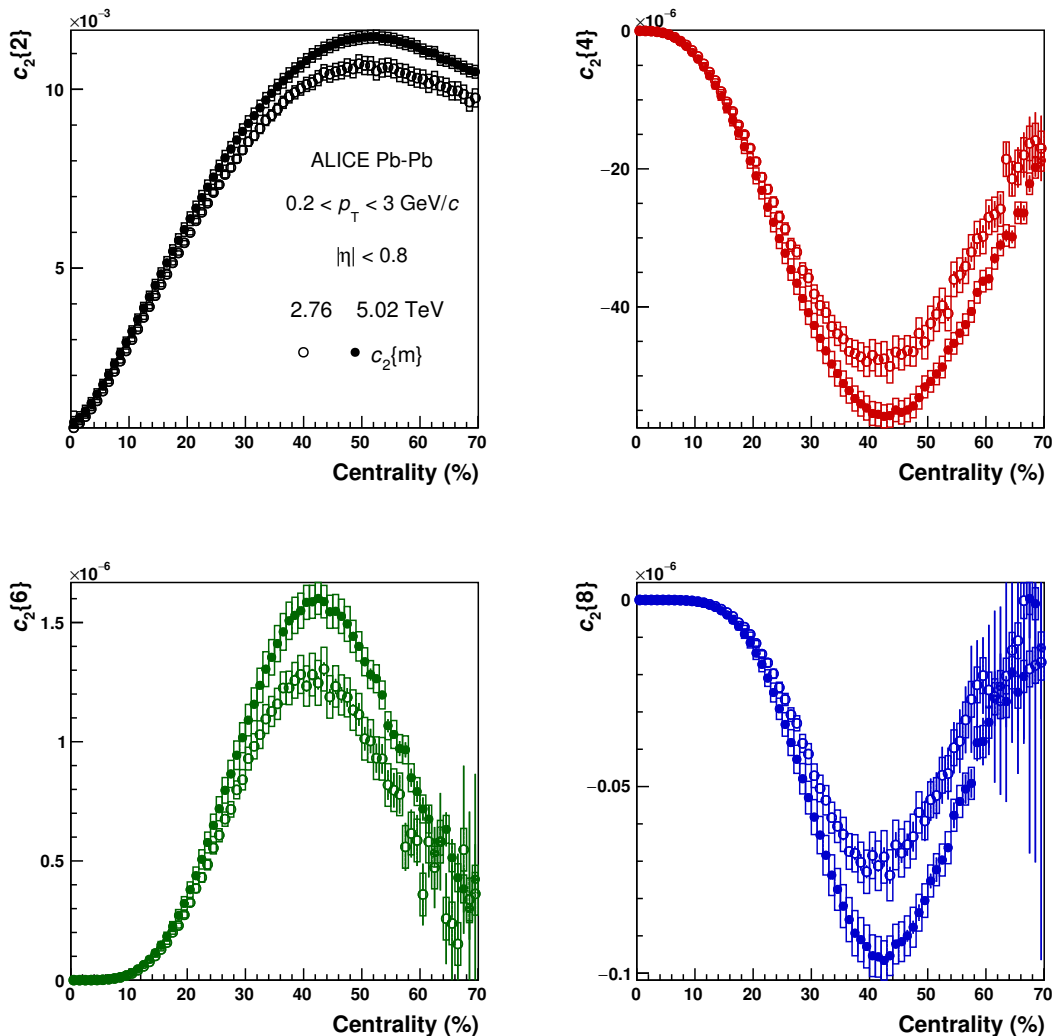 ×10⁻³
c₂{2}
10
5
ALICE Pb-Pb
0.2 < p_T < 3 GeV/c
|η| < 0.8
2.76 5.02 TeV
c₂{m}
0 10 20 30 40 50 60 70
Centrality (%)
×10⁻⁶
c₂{4}
0
−20
−40
0 10 20 30 40 50 60 70
Centrality (%)
×10⁻⁶
c₂{6}
1.5
1
0.5
0
0 10 20 30 40 50 60 70
Centrality (%)
×10⁻⁶
c₂{8}
0
−0.05
−0.1
0 10 20 30 40 50 60 70
Centrality (%)